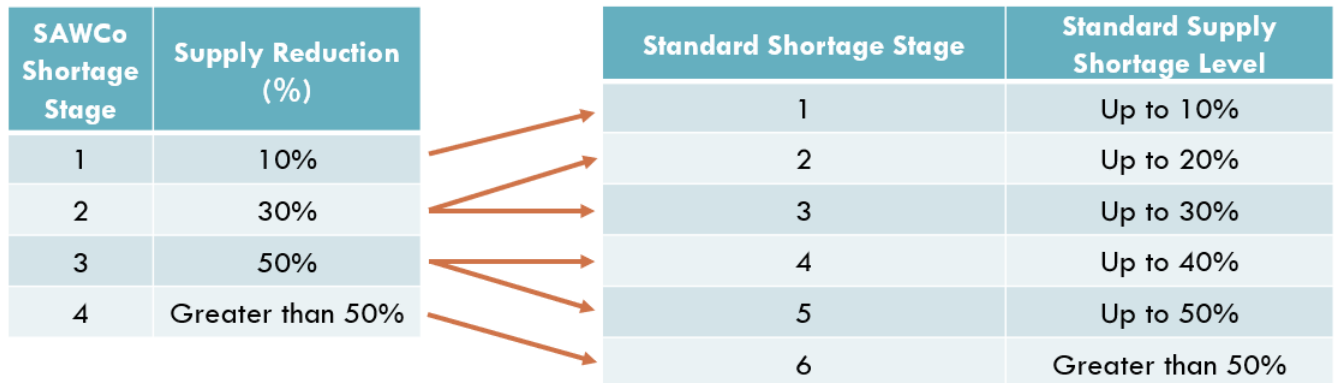 SAWCo
Shortage
Stage
Supply Reduction
(%)
1 10%
2 30%
3 50%
4 Greater than 50%
Standard Shortage Stage
Standard Supply
Shortage Level
1 Up to 10%
2 Up to 20%
3 Up to 30%
4 Up to 40%
5 Up to 50%
6 Greater than 50%